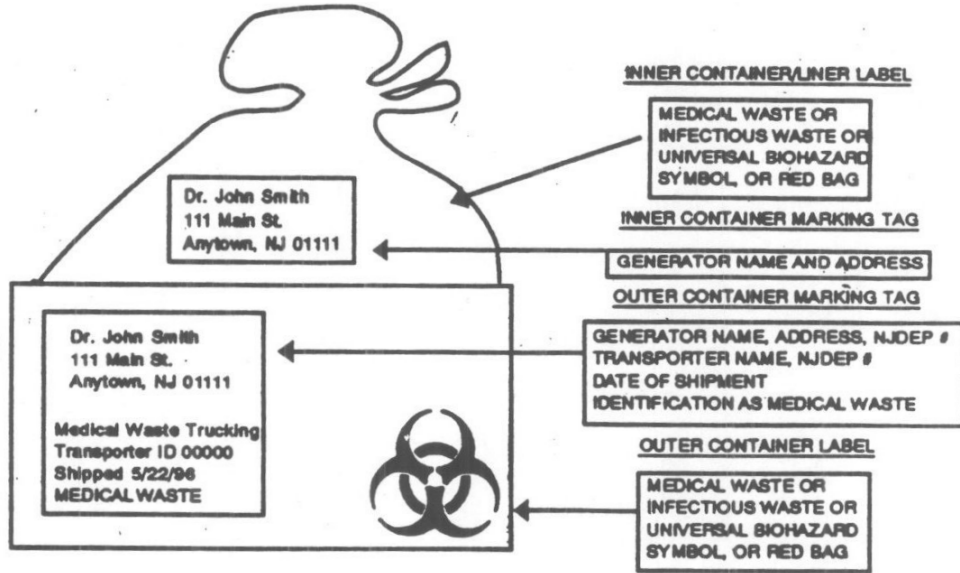 INNER CONTAINER/LINER LABEL
MEDICAL WASTE OR
INFECTIOUS WASTE OR
UNIVERSAL BIOHAZARD
SYMBOL, OR RED BAG
Dr. John Smith
111 Main St.
Anytown, NJ 01111
INNER CONTAINER MARKING TAG
GENERATOR NAME AND ADDRESS
OUTER CONTAINER MARKING TAG
GENERATOR NAME, ADDRESS, NJDEP #
TRANSPORTER NAME, NJDEP #
DATE OF SHIPMENT
IDENTIFICATION AS MEDICAL WASTE
Dr. John Smith
111 Main St.
Anytown, NJ 01111
Medical Waste Trucking
Transporter ID 00000
Shipped 5/22/96
MEDICAL WASTE
OUTER CONTAINER LABEL
MEDICAL WASTE OR
INFECTIOUS WASTE OR
UNIVERSAL BIOHAZARD
SYMBOL, OR RED BAG